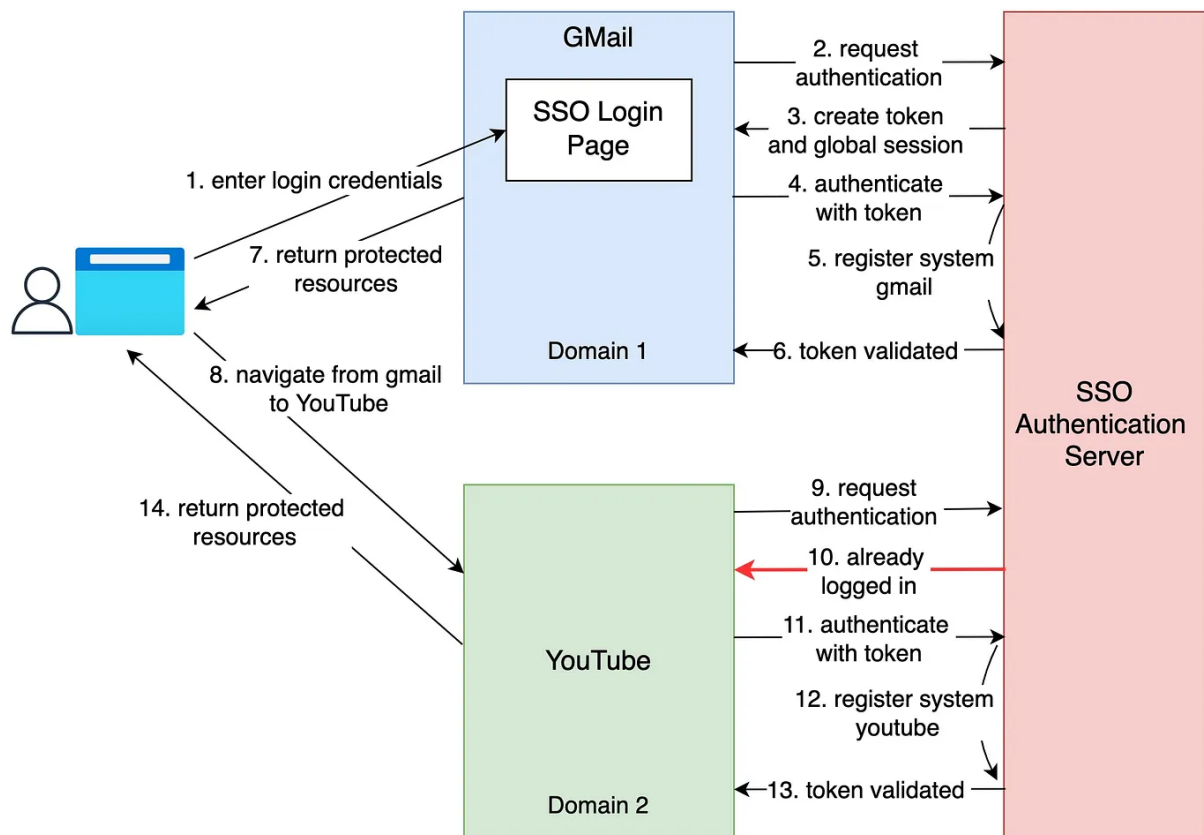 GMail
SSO Login
Page
2. request
authentication
3. create token
and global session
1. enter login credentials
4. authenticate
with token
7. return protected
resources
5. register system
gmail
Domain 1
6. token validated
8. navigate from gmail
to YouTube
SSO
Authentication
Server
9. request
authentication
14. return protected
resources
10. already
logged in
YouTube
11. authenticate
with token
12. register system
youtube
13. token validated
Domain 2